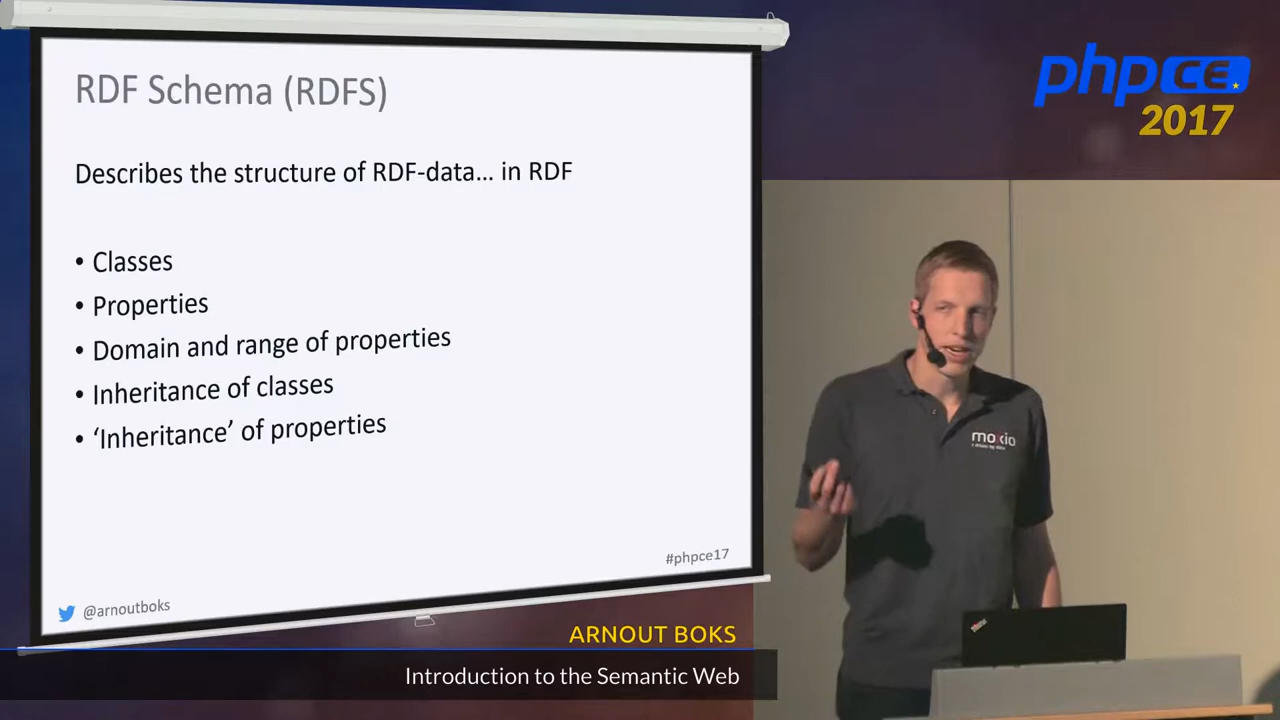 RDF Schema (RDFS)
Describes the structure of RDF-data... in RDF
• Classes
• Properties
• Domain and range of properties
• Inheritance of classes
• ‘Inheritance’ of properties
#phpce17
@arnoutboks
ARNOUT BOKS
Introduction to the Semantic Web
phpCE
2017
moxio